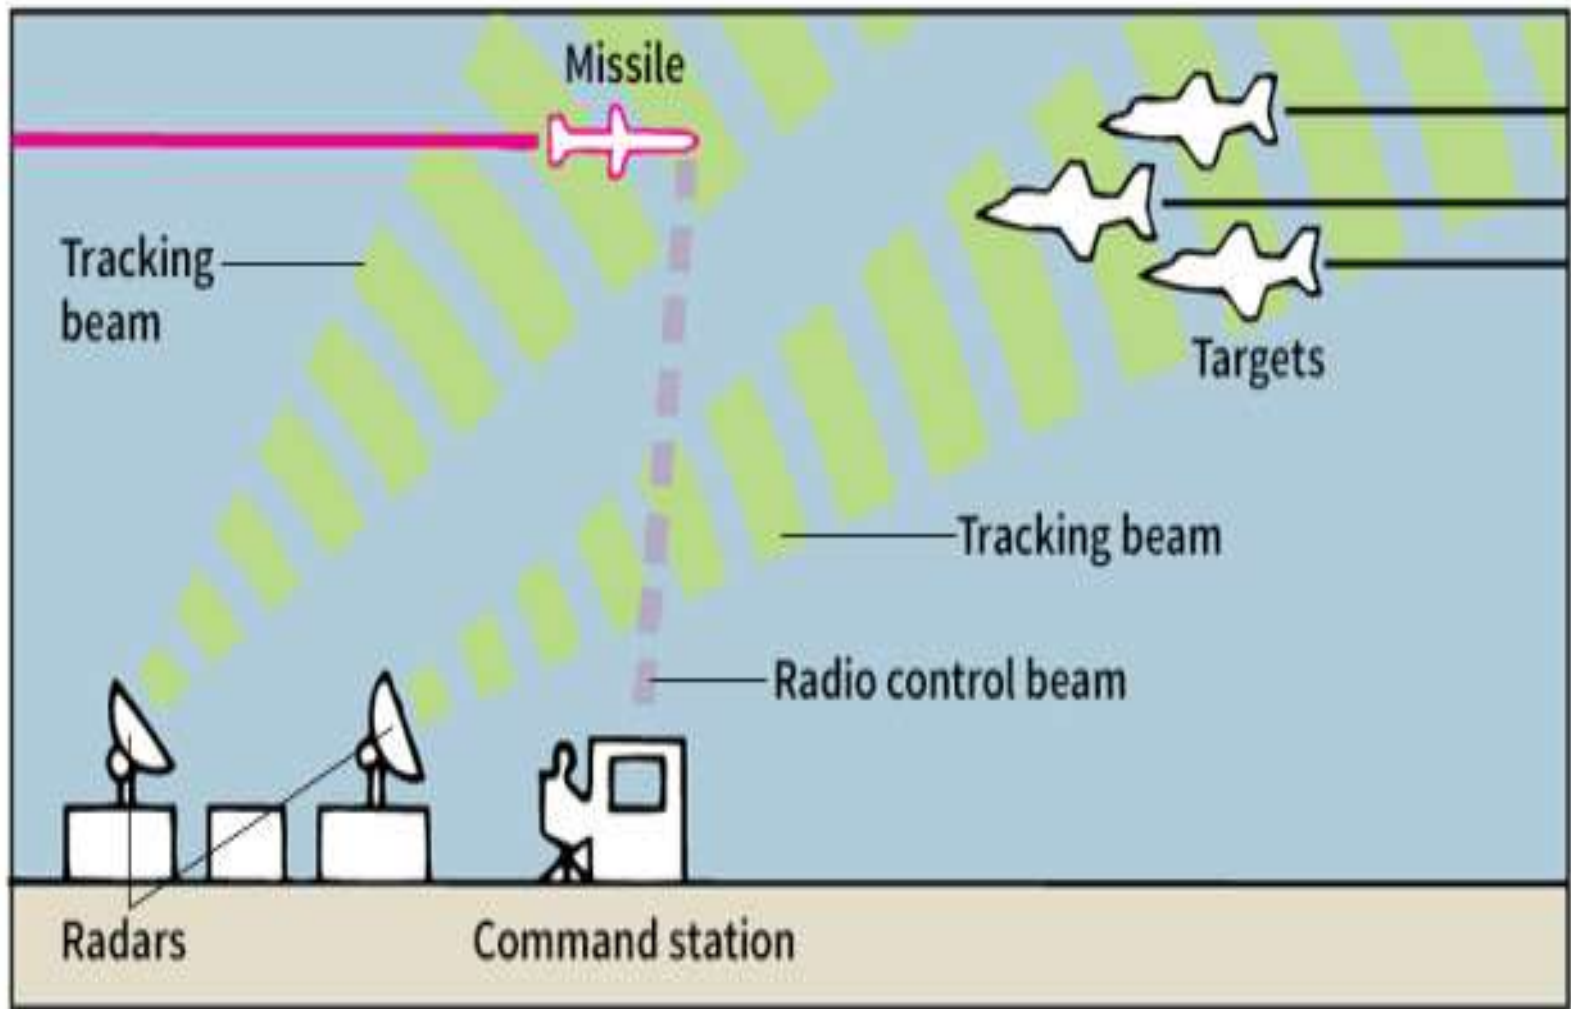 Missile
Tracking
beam
Targets
Tracking beam
Radio control beam
Radars
Command station